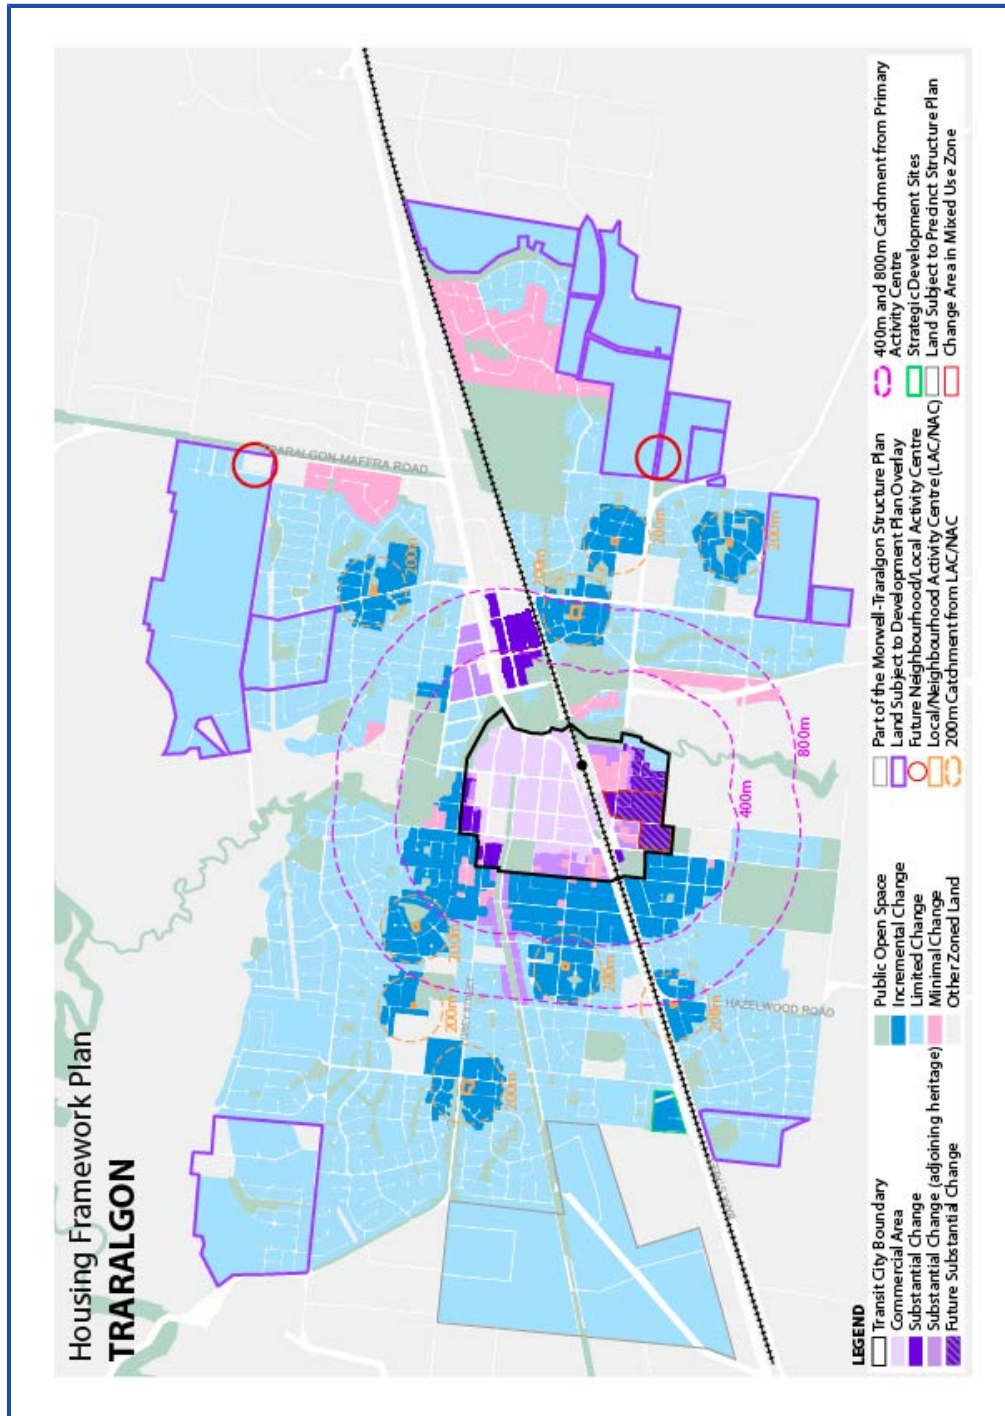 Housing Framework Plan
TRARALGON
TRARALGON-MAFFRA ROAD
HAZELWOOD ROAD
200m
200m
200m
200m
200m
200m
200m
200m
200m
200m
400m
800m
LEGEND
Transit City Boundary
Commercial Area
Substantial Change
Substantial Change (adjoining heritage)
Future Substantial Change
Public Open Space
Incremental Change
Limited Change
Minimal Change
Other Zoned Land
Part of the Morwell-Traralgon Structure Plan
Land Subject to Development Plan Overlay
Future Neighbourhood/Local Activity Centre
Local/Neighbourhood Activity Centre (LAC/NAC)
200m Catchment from LAC/NAC
400m and 800m Catchment from Primary
Activity Centre
Strategic Development Sites
Land Subject to Precinct Structure Plan
Change Area in Mixed Use Zone